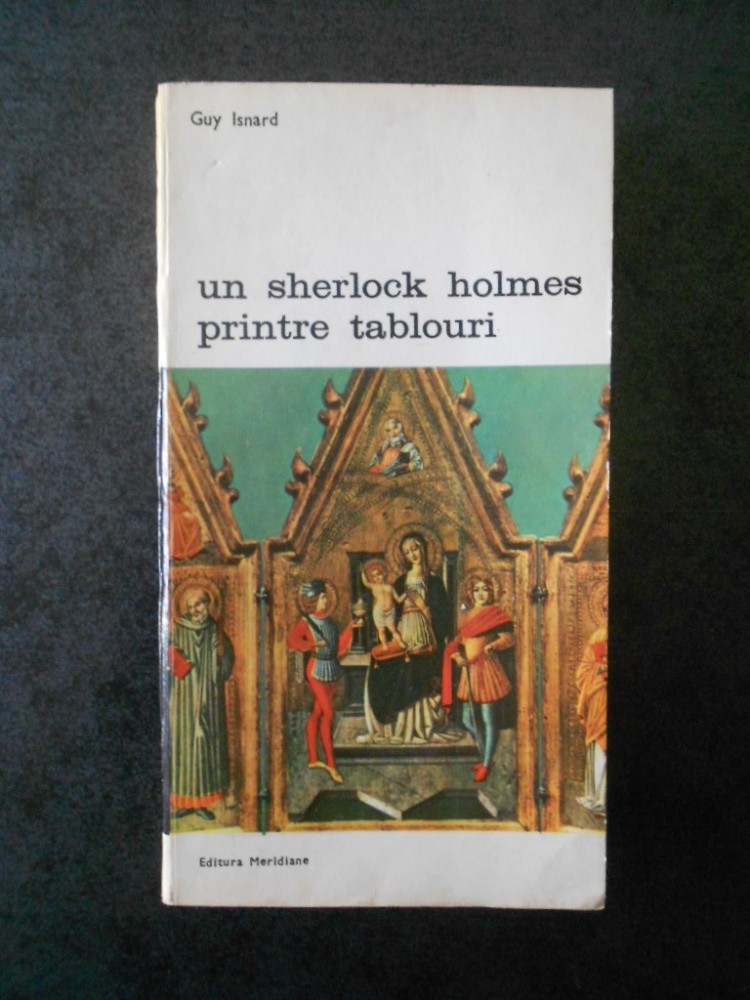 Guy Isnard
un sherlock holmes
printre tablouri
Editura Meridiane